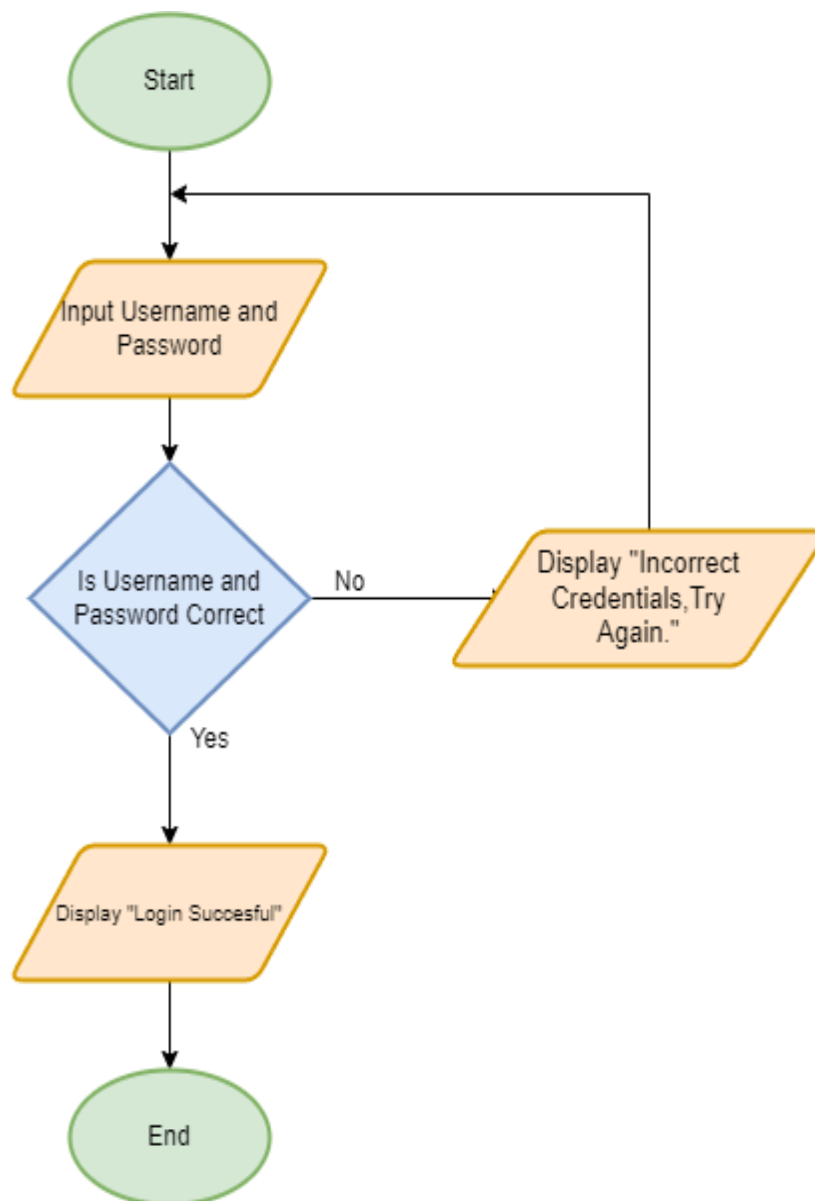 Start
Input Username and
Password
Is Username and
Password Correct
No
Display "Incorrect
Credentials,Try
Again."
Yes
Display "Login Succesful"
End